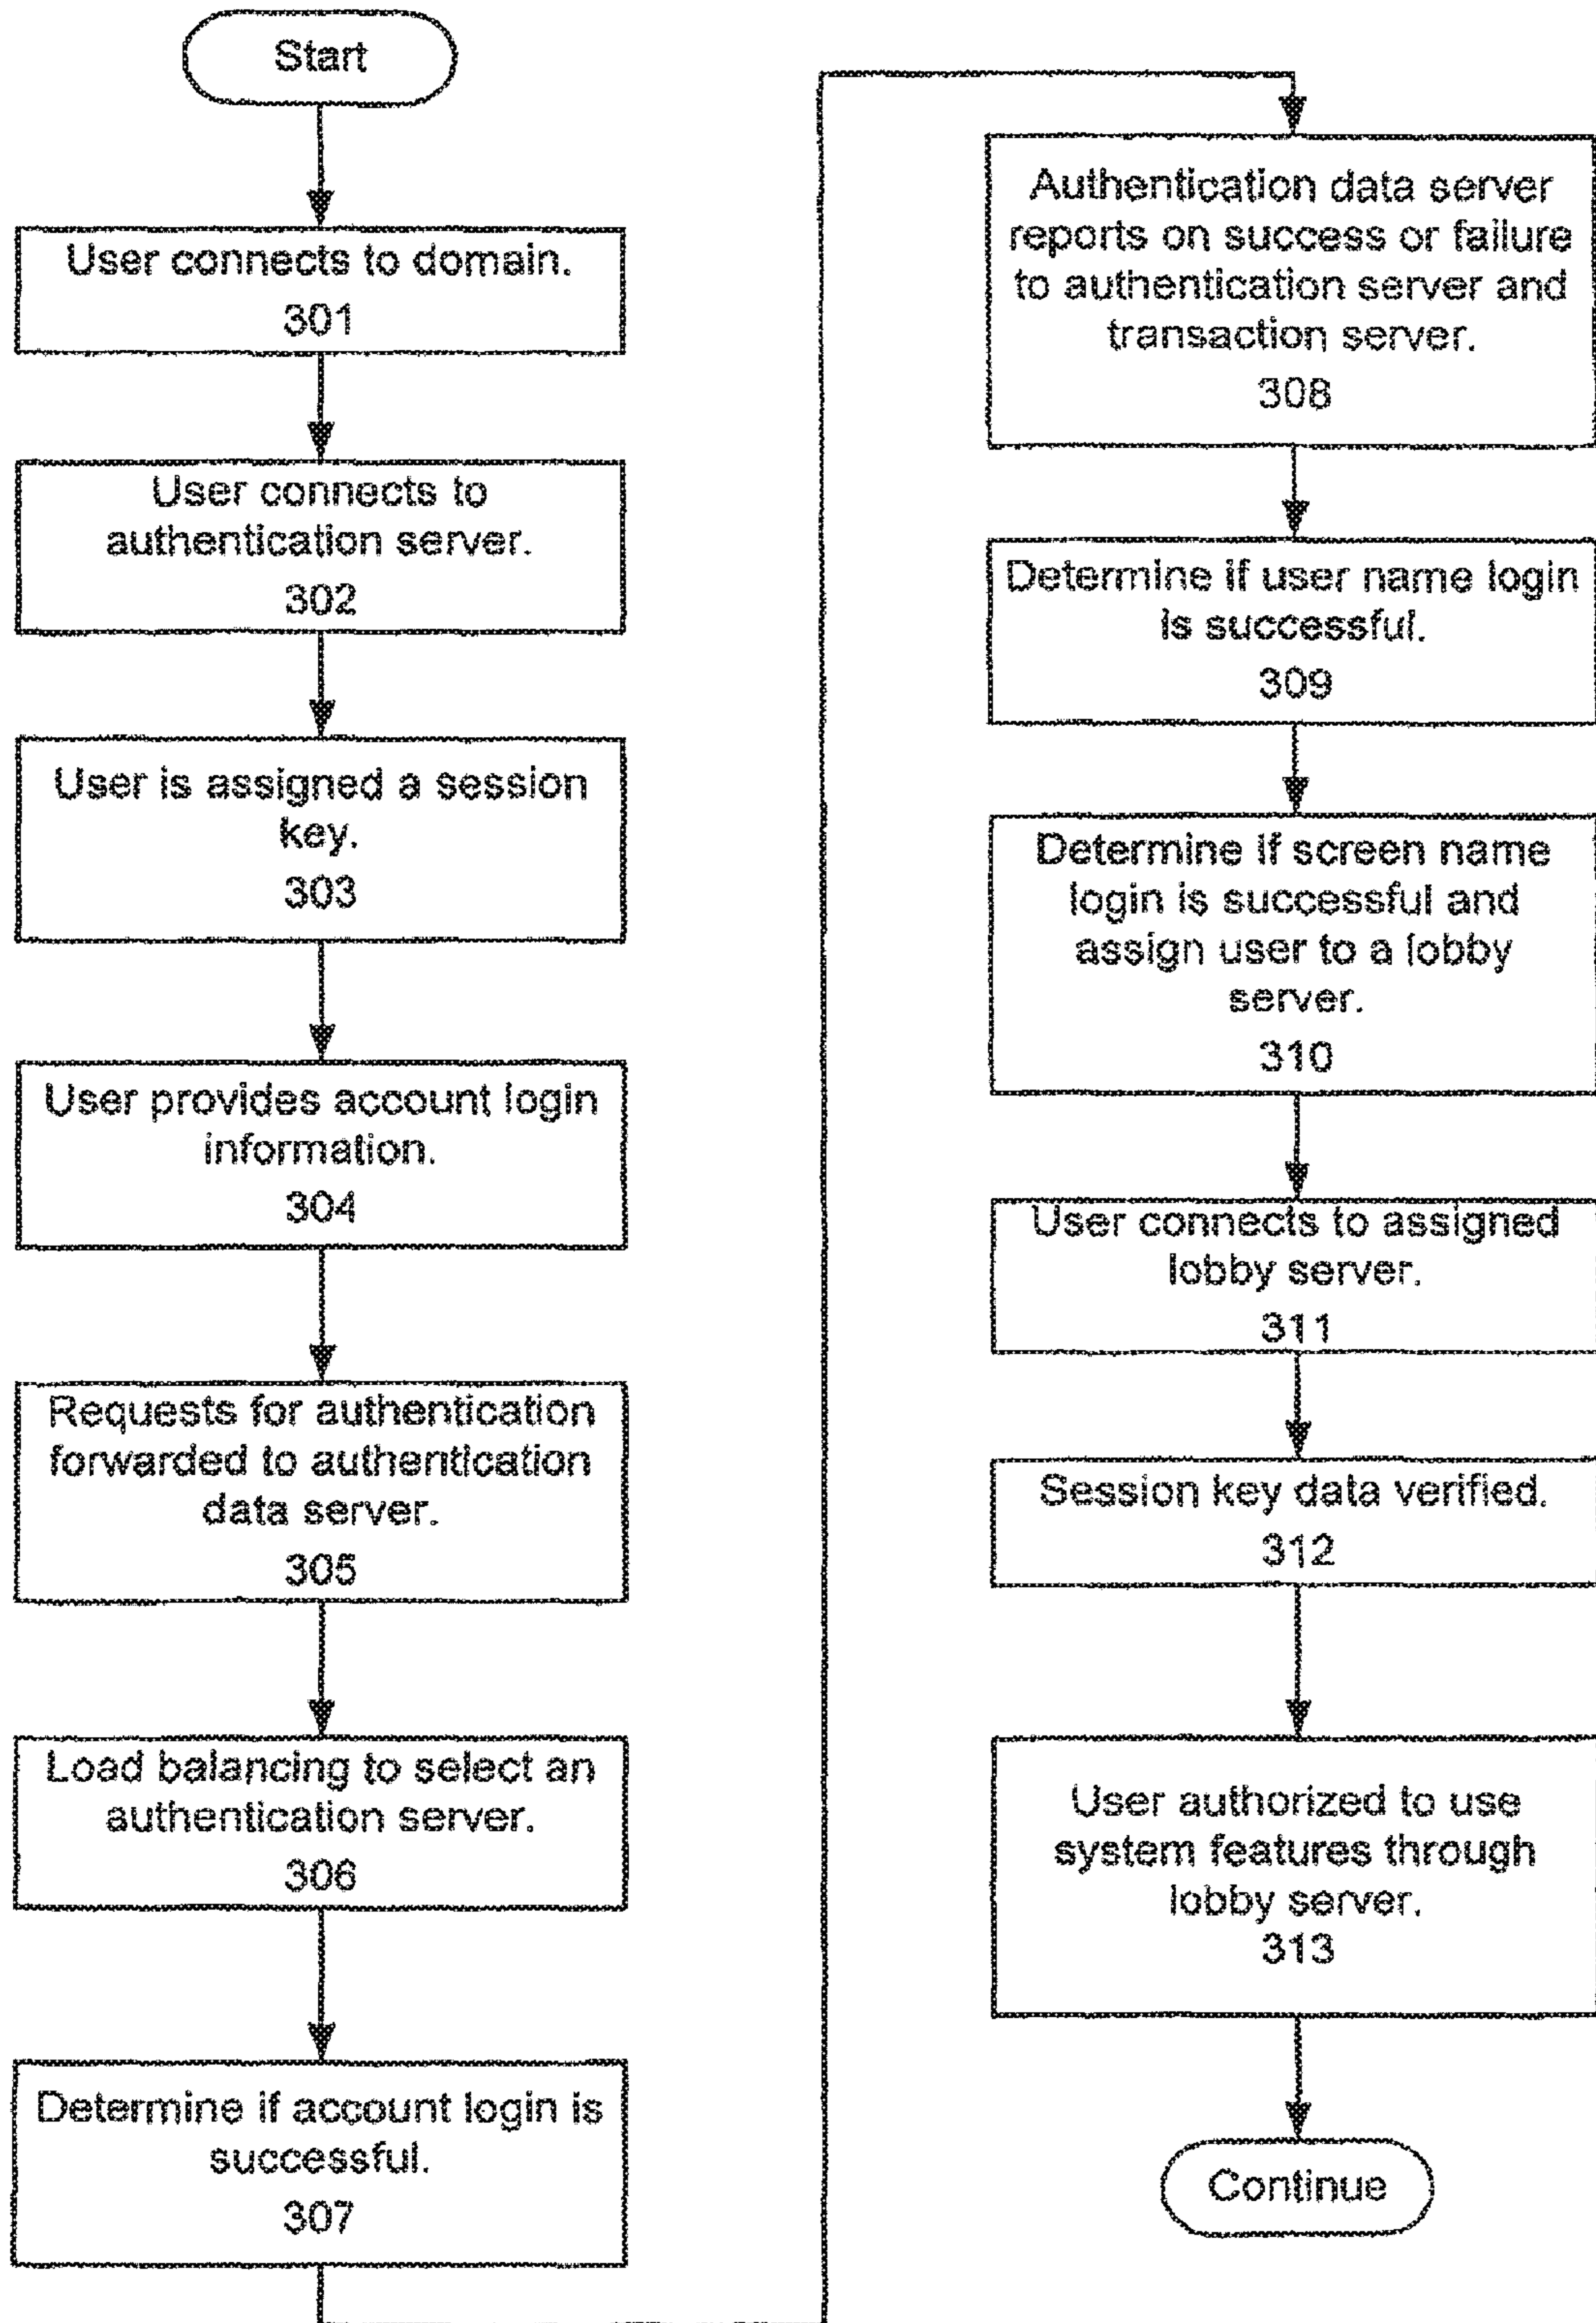 Start
User connects to domain.
301
User connects to
authentication server.
302
User is assigned a session
key.
303
User provides account login
information.
304
Requests for authentication
forwarded to authentication
data server.
305
Load balancing to select an
authentication server.
306
Determine if account login is
successful.
307
Authentication data server
reports on success or failure
to authentication server and
transaction server.
308
Determine if user name login
is successful.
309
Determine if screen name
login is successful and
assign user to a lobby
server.
310
User connects to assigned
lobby server.
311
Session key data verified.
312
User authorized to use
system features through
lobby server.
313
Continue